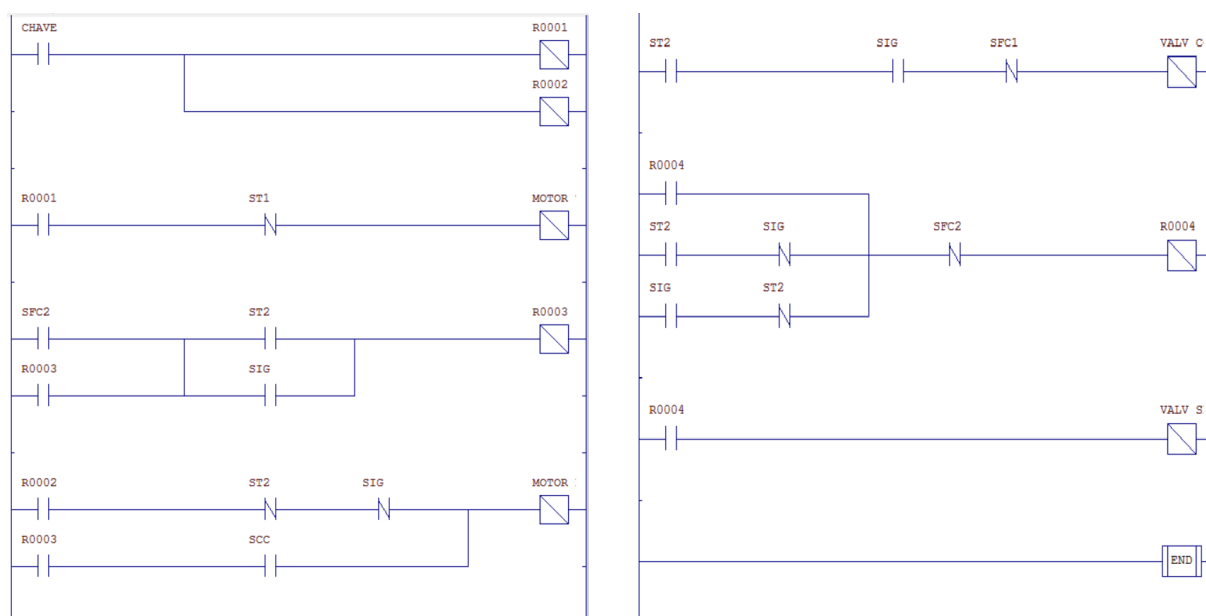 CHAVE R0001
R0002
R0001 ST1 MOTOR
SFC2 ST2 R0003
R0003 SIG
R0002 ST2 SIG MOTOR
R0003 SCC
ST2 SIG SFC1 VALV C
R0004
ST2 SIG SFC2 R0004
SIG ST2
R0004 VALV S
END